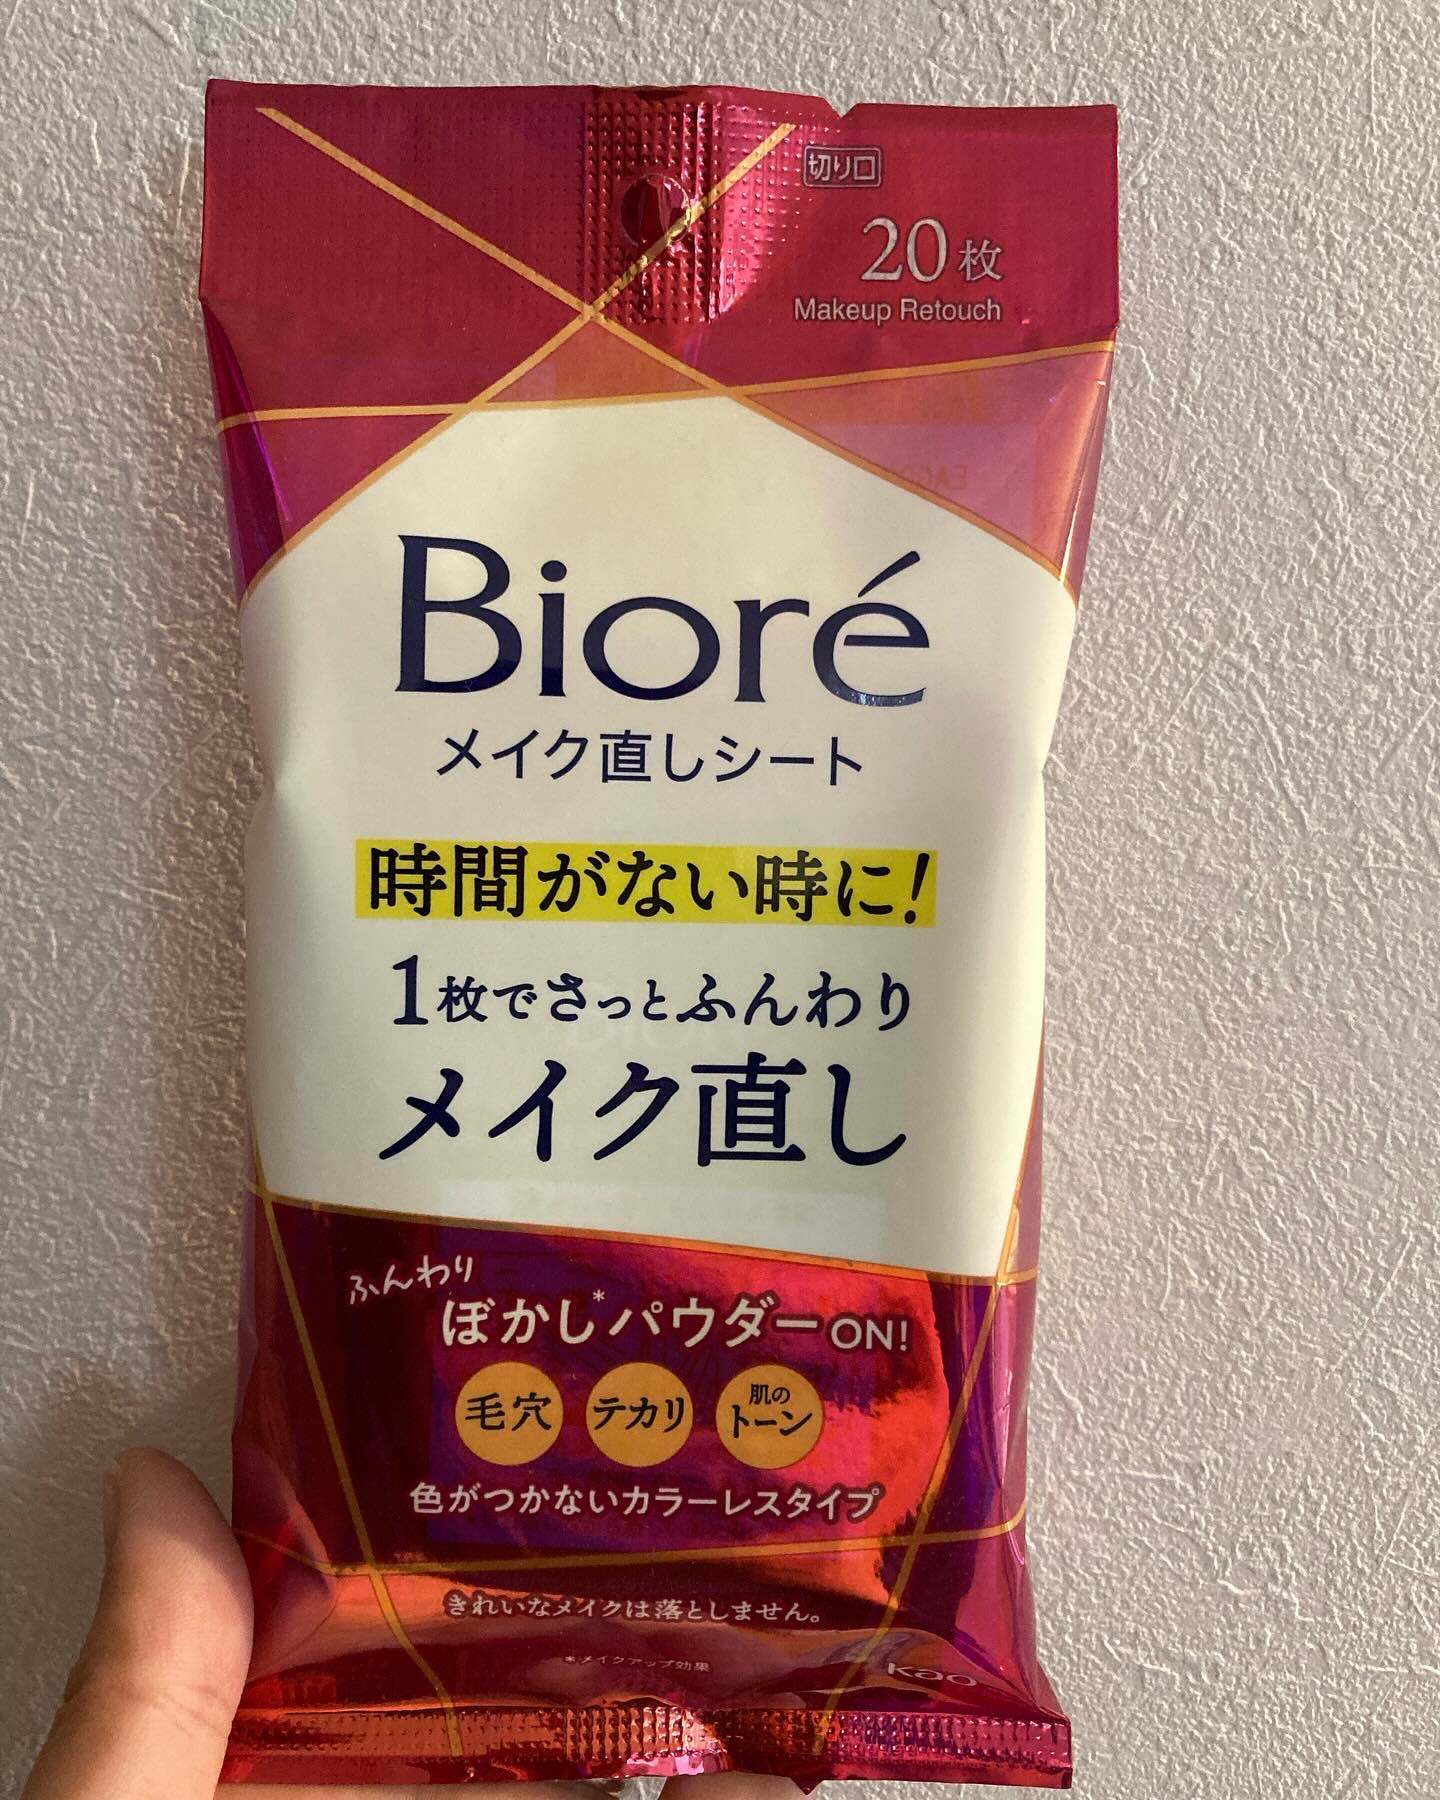 切り口
20枚
Makeup Retouch
Bioré
メイク直しシート
時間がない時に!
1枚でさっとふんわり
メイク直し
ふんわり
ぼかし*パウダーON!
毛穴 テカリ 肌のトーン
色がつかないカラーレスタイプ
きれいなメイクは落としません。
*メイクアップ効果
kao